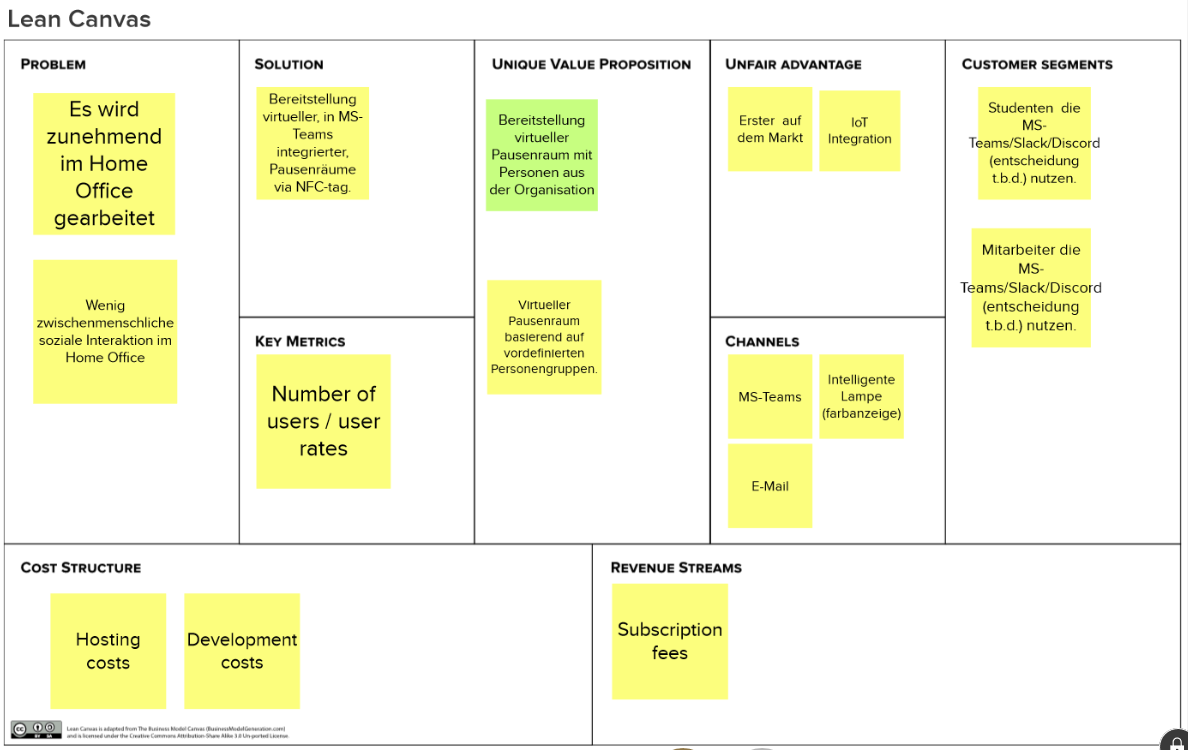 Lean Canvas
PROBLEM
Es wird
zunehmend
im Home
Office
gearbeitet
Wenig
zwischenmenschliche
soziale Interaktion im
Home Office
SOLUTION
Bereitstellung
virtueller, in MS-
Teams
integrierter,
Pausenräume
via NFC-tag.
KEY METRICS
Number of
users / user
rates
UNIQUE VALUE PROPOSITION
Bereitstellung
virtueller
Pausenraum mit
Personen aus
der Organisation
Virtueller
Pausenraum
basierend auf
vordefinierten
Personengruppen.
UNFAIR ADVANTAGE
Erster auf
dem Markt
IoT
Integration
CHANNELS
MS-Teams
Intelligente
Lampe
(farbanzeige)
E-Mail
CUSTOMER SEGMENTS
Studenten die
MS-
Teams/Slack/Discord
(entscheidung
t.b.d.) nutzen.
Mitarbeiter die
MS-
Teams/Slack/Discord
(entscheidung
t.b.d.) nutzen.
COST STRUCTURE
Hosting
costs
Development
costs
REVENUE STREAMS
Subscription
fees
cc
BY SA
Lean Canvas is adapted from The Business Model Canvas (BusinessModelGeneration.com)
and is licensed under the Creative Commons Attribution-Share Alike 3.0 Un-ported License.